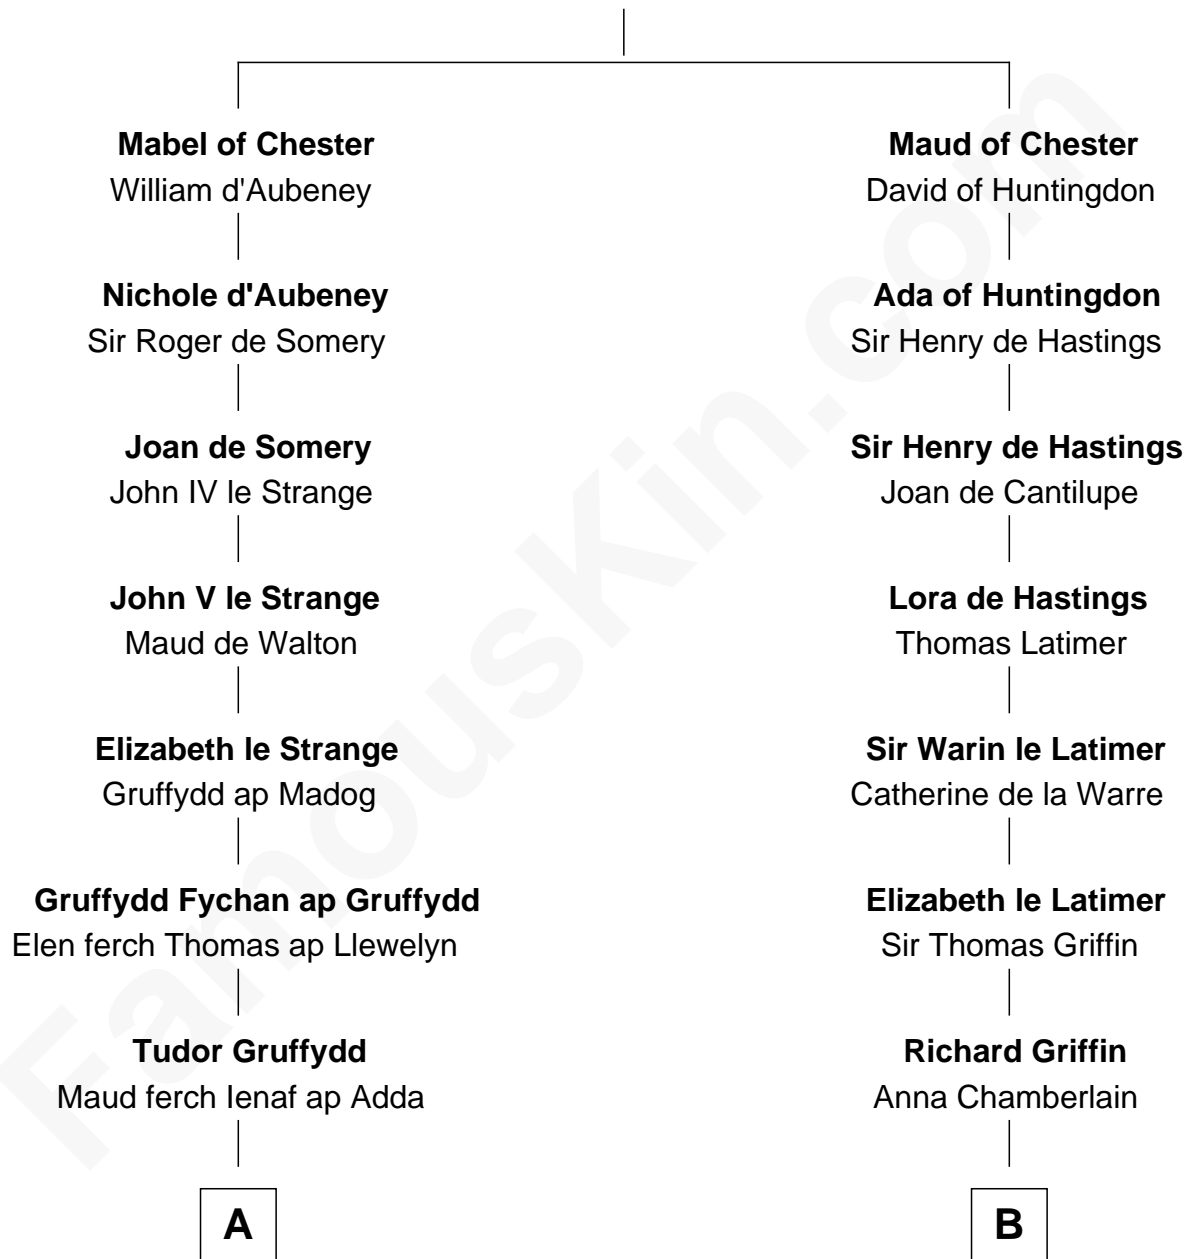 Mabel of Chester
William d'Aubeney
Nichole d'Aubeney
Sir Roger de Somery
Joan de Somery
John IV le Strange
John V le Strange
Maud de Walton
Elizabeth le Strange
Gruffydd ap Madog
Gruffydd Fychan ap Gruffydd
Elen ferch Thomas ap Llewelyn
Tudor Gruffydd
Maud ferch Ienaf ap Adda
A
Maud of Chester
David of Huntingdon
Ada of Huntingdon
Sir Henry de Hastings
Sir Henry de Hastings
Joan de Cantilupe
Lora de Hastings
Thomas Latimer
Sir Warin le Latimer
Catherine de la Warre
Elizabeth le Latimer
Sir Thomas Griffin
Richard Griffin
Anna Chamberlain
B
FamousKin.com